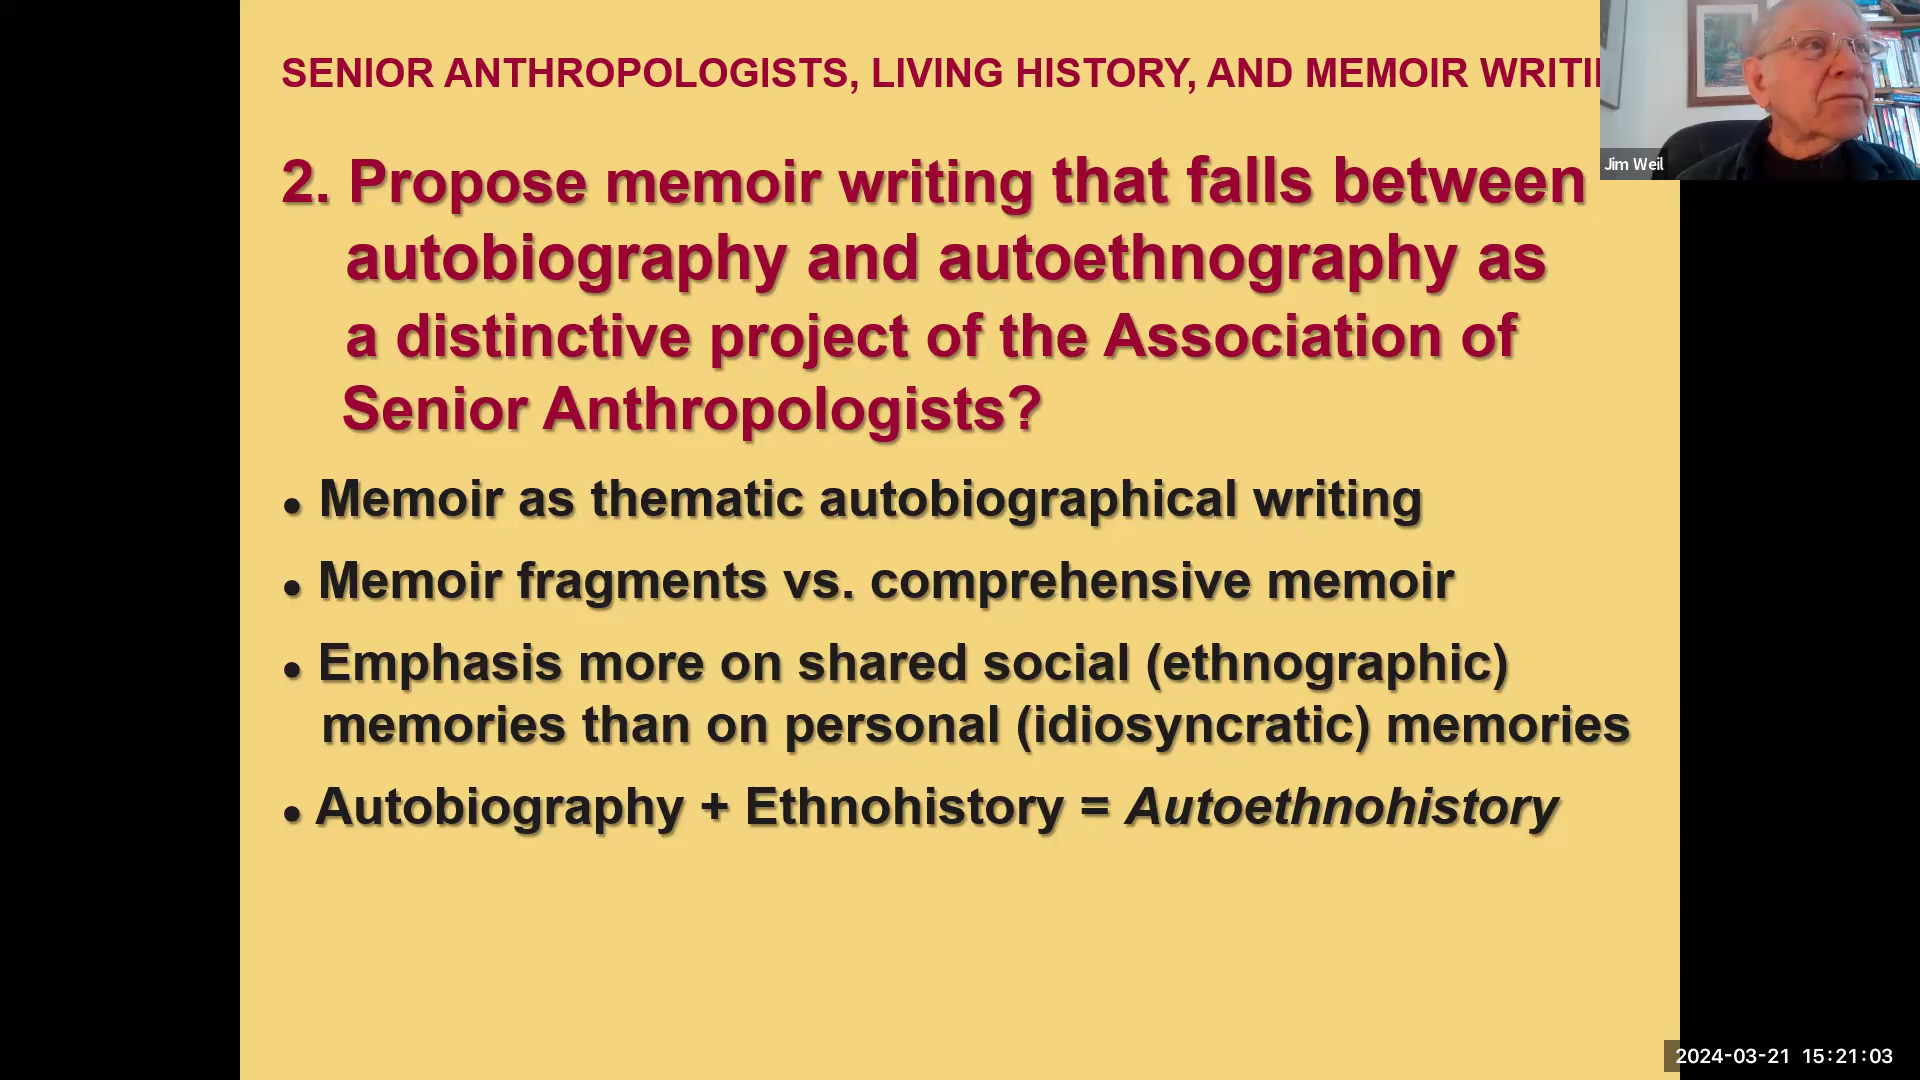 SENIOR ANTHROPOLOGISTS, LIVING HISTORY, AND MEMOIR
2. Propose memoir writing that falls between
autobiography and autoethnography as
a distinctive project of the Association of
Senior Anthropologists?
• Memoir as thematic autobiographical writing
• Memoir fragments vs. comprehensive memoir
• Emphasis more on shared social (ethnographic)
memories than on personal (idiosyncratic) memories
• Autobiography + Ethnohistory = Autoethnohistory
Jim Weil
2024-03-21 15:21:03